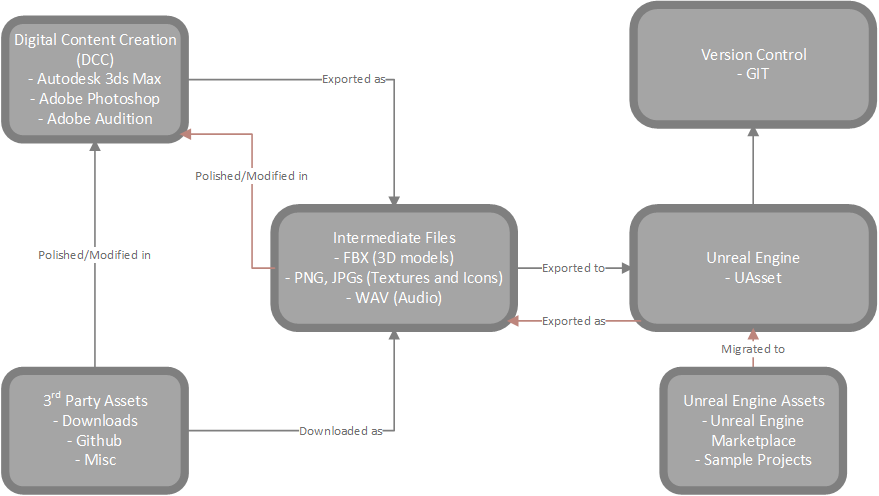 Digital Content Creation
(DCC)
- Autodesk 3ds Max
- Adobe Photoshop
- Adobe Audition
Exported as
Version Control
- GIT
Polished/Modified in
Polished/Modified in
Intermediate Files
- FBX (3D models)
- PNG, JPGs (Textures and Icons)
- WAV (Audio)
Exported to
Exported as
Unreal Engine
- UAsset
Migrated to
3rd Party Assets
- Downloads
- Github
- Misc
Downloaded as
Unreal Engine Assets
- Unreal Engine
Marketplace
- Sample Projects